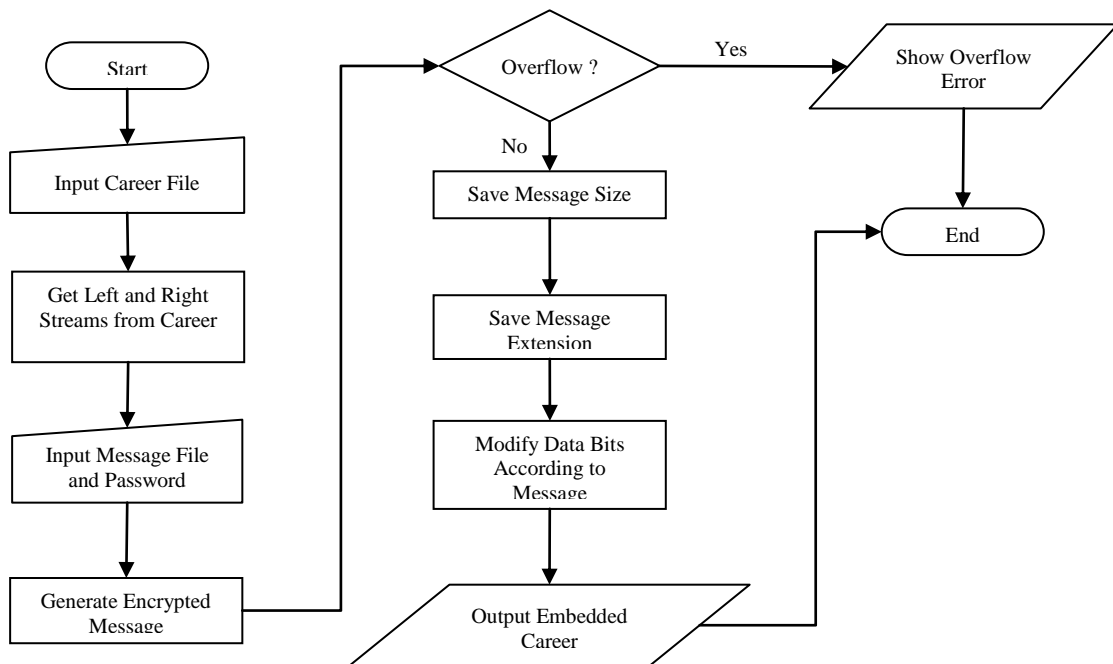 Start
Input Career File
Get Left and Right
Streams from Career
Input Message File
and Password
Generate Encrypted
Message
Overflow ?
Yes
No
Save Message Size
Save Message
Extension
Modify Data Bits
According to
Message
Output Embedded
Career
Show Overflow
Error
End